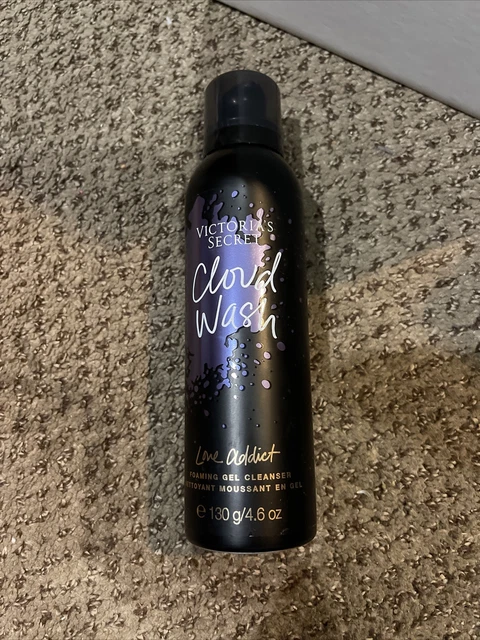 VICTORIA'S
SECRET
Cloud
Wash
Love Addict
FOAMING GEL CLEANSER
NETTOYANT MOUSSANT EN GEL
℮ 130 g/4.6 oz